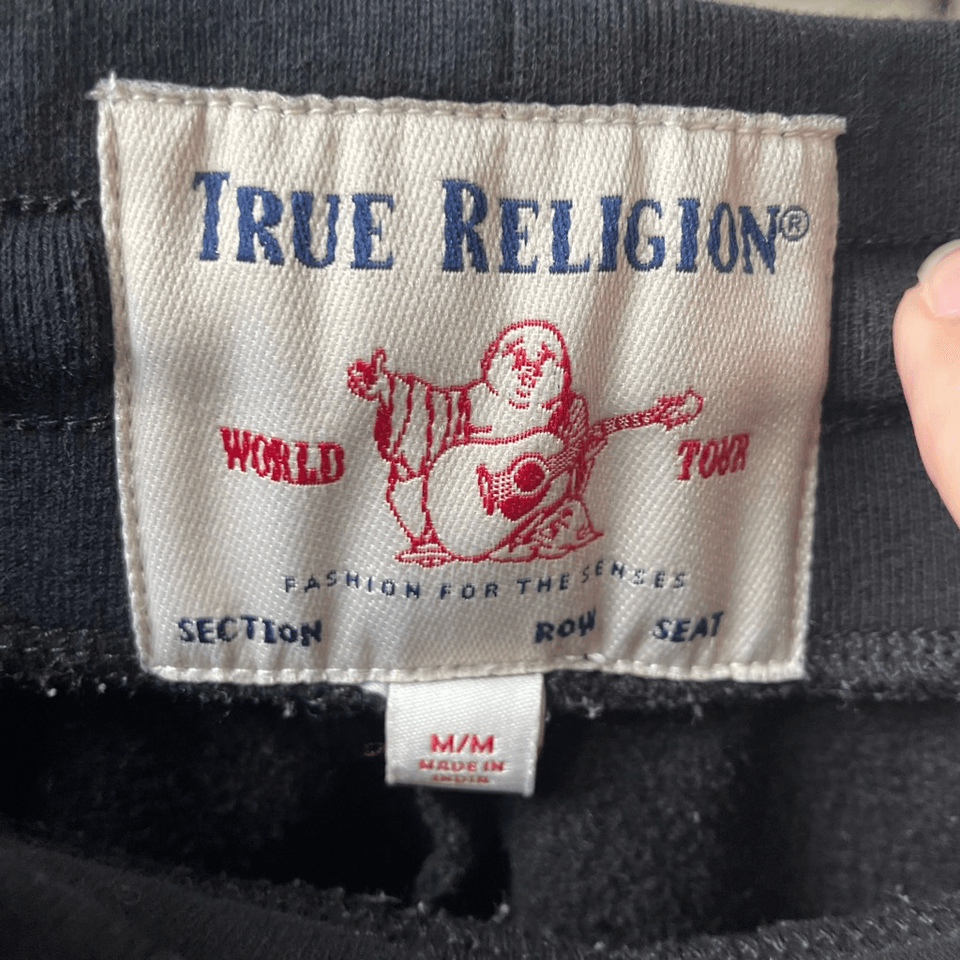 TRUE RELIGION®
WORLD TOUR
FASHION FOR THE SENSES
SECTION ROW SEAT
M/M
MADE IN
INDIA